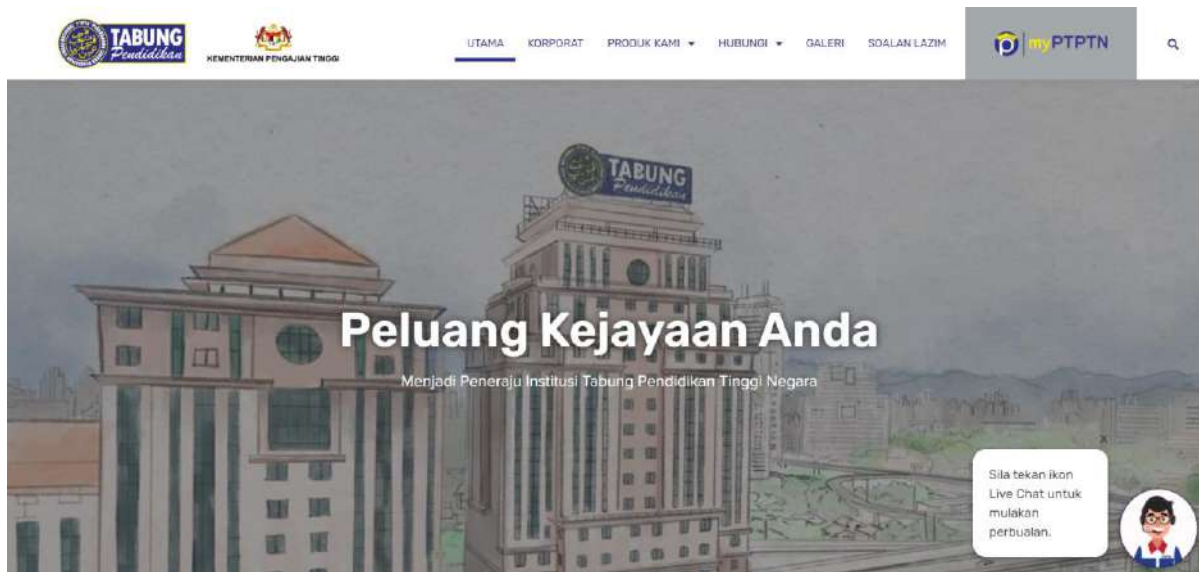 TABUNG
Pendidikan
KEMENTERIAN PENGAJIAN TINGGI
UTAMA KORPORAT PRODUK KAMI HUBUNGI GALERI SOALAN LAZIM
myPTPTN
TABUNG
Pendidikan
Peluang Kejayaan Anda
Menjadi Peneraju Institusi Tabung Pendidikan Tinggi Negara
x
Sila tekan ikon
Live Chat untuk
mulakan
perbualan.